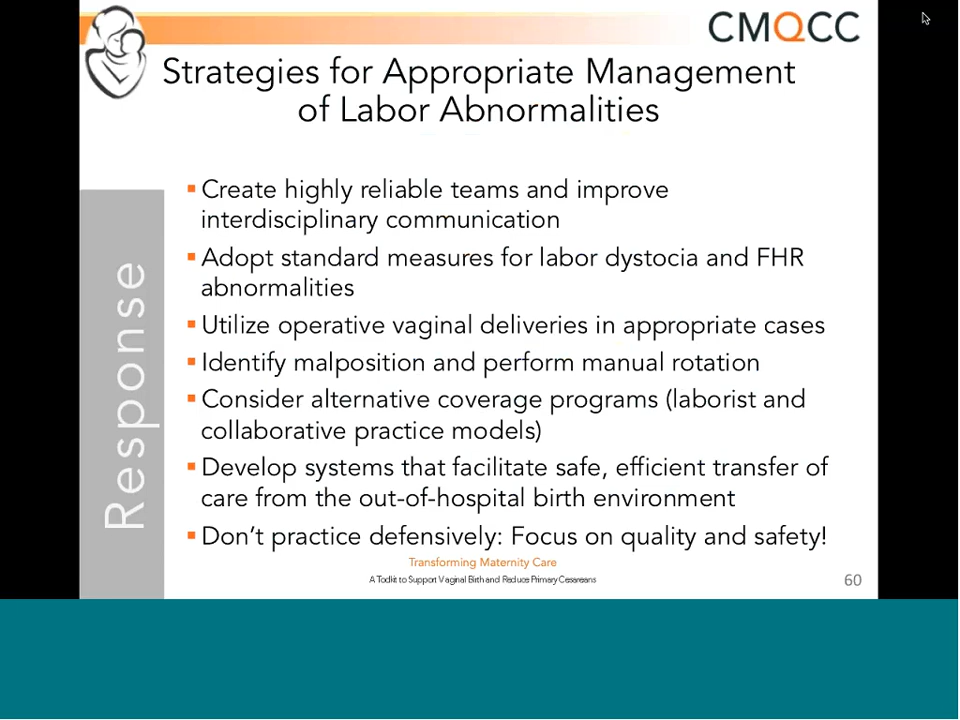 CMQCC
Strategies for Appropriate Management
of Labor Abnormalities
Response
▪ Create highly reliable teams and improve
interdisciplinary communication
▪ Adopt standard measures for labor dystocia and FHR
abnormalities
▪ Utilize operative vaginal deliveries in appropriate cases
▪ Identify malposition and perform manual rotation
▪ Consider alternative coverage programs (laborist and
collaborative practice models)
▪ Develop systems that facilitate safe, efficient transfer of
care from the out-of-hospital birth environment
▪ Don't practice defensively: Focus on quality and safety!
Transforming Maternity Care
A Toolkit to Support Vaginal Birth and Reduce Primary Cesareans
60